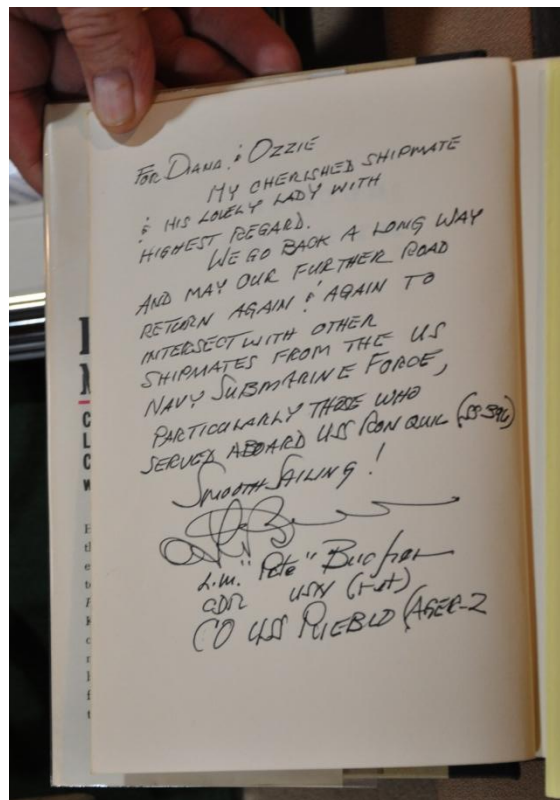 FOR DIANA & OZZIE
MY CHERISHED SHIPMATE
& HIS LOVELY LADY WITH
HIGHEST REGARD.
WE GO BACK A LONG WAY
AND MAY OUR FURTHER ROAD
RETURN AGAIN & AGAIN TO
INTERSECT WITH OTHER
SHIPMATES FROM THE US
NAVY SUBMARINE FORCE,
PARTICULARLY THOSE WHO
SERVED ABOARD USS RONQUIL (SS-396)
SMOOTH SAILING!
L.M. "Pete" Bucher
CDR USN (RET)
CO USS PUEBLO (AGER-2